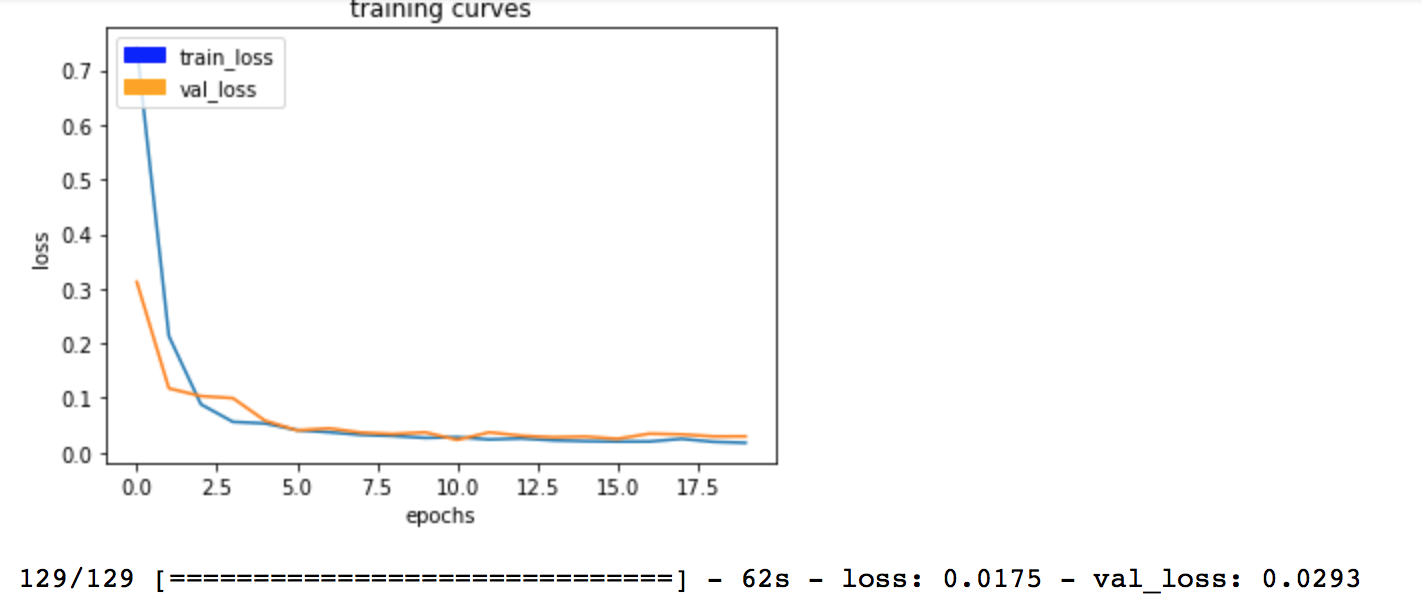 training curves
train_loss
val_loss
0.7
0.6
0.5
0.4
0.3
0.2
0.1
0.0
loss
0.0 2.5 5.0 7.5 10.0 12.5 15.0 17.5
epochs
129/129 [==============================] - 62s - loss: 0.0175 - val_loss: 0.0293